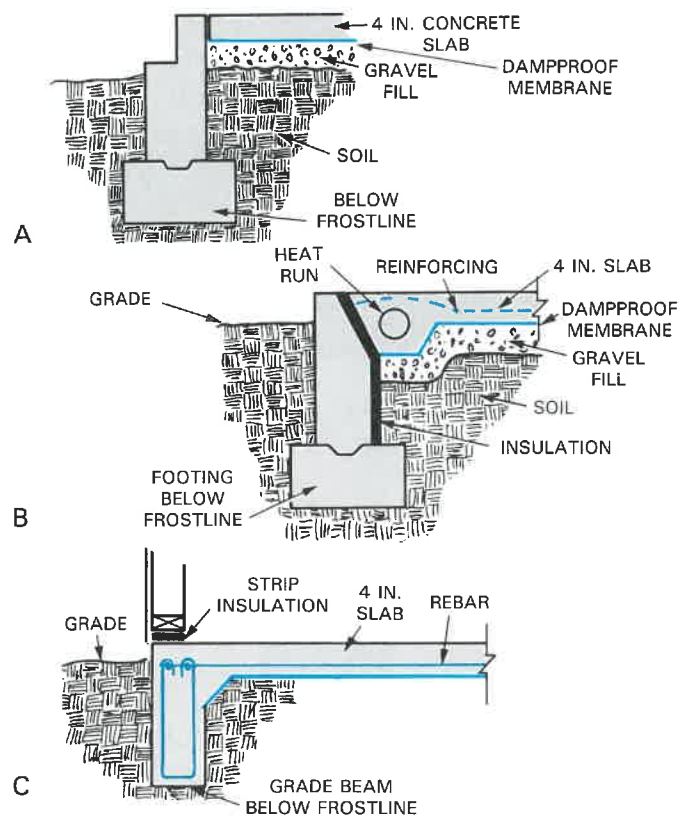 4 IN. CONCRETE
SLAB
DAMPPROOF
MEMBRANE
GRAVEL
FILL
SOIL
BELOW
FROSTLINE
A
HEAT
RUN
REINFORCING
4 IN. SLAB
GRADE
DAMPPROOF
MEMBRANE
GRAVEL
FILL
SOIL
INSULATION
FOOTING
BELOW
FROSTLINE
B
STRIP
INSULATION
4 IN.
SLAB
REBAR
GRADE
C
GRADE BEAM
BELOW FROSTLINE